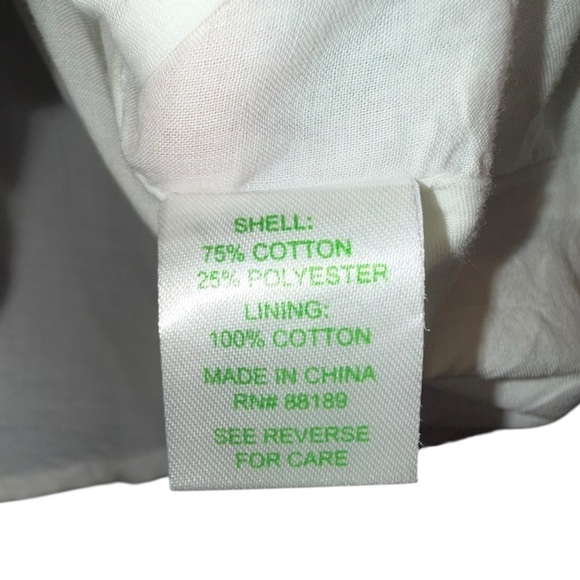 SHELL:
75% COTTON
25% POLYESTER
LINING:
100% COTTON
MADE IN CHINA
RN# 88189
SEE REVERSE
FOR CARE